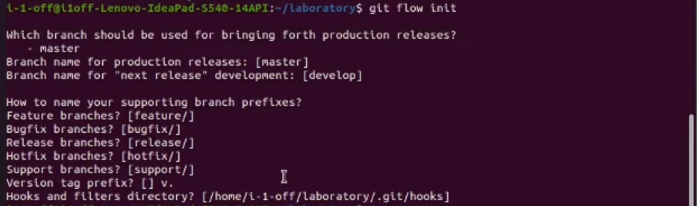 i-1-off@i1off-Lenovo-IdeaPad-S540-14API:~/laboratory$ git flow init
Which branch should be used for bringing forth production releases?
- master
Branch name for production releases: [master]
Branch name for "next release" development: [develop]
How to name your supporting branch prefixes?
Feature branches? [feature/]
Bugfix branches? [bugfix/]
Release branches? [release/]
Hotfix branches? [hotfix/]
Support branches? [support/]
Version tag prefix? [] v.
Hooks and filters directory? [/home/i-1-off/laboratory/.git/hooks]